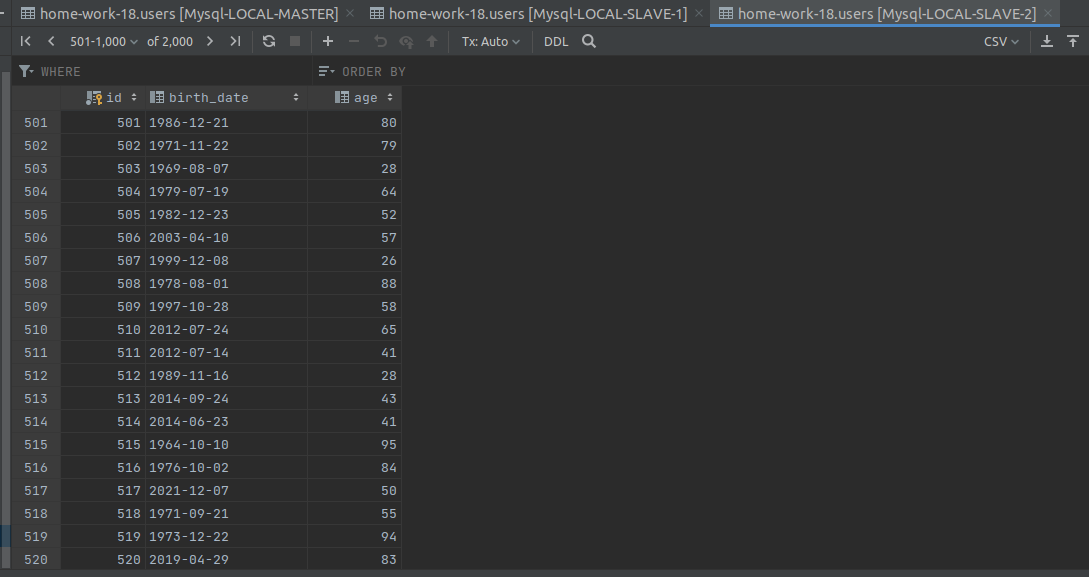 home-work-18.users [Mysql-LOCAL-MASTER] home-work-18.users [Mysql-LOCAL-SLAVE-1] home-work-18.users [Mysql-LOCAL-SLAVE-2]
501-1,000 of 2,000 Tx: Auto DDL CSV
WHERE ORDER BY
id birth_date age
501 501 1986-12-21 80
502 502 1971-11-22 79
503 503 1969-08-07 28
504 504 1979-07-19 64
505 505 1982-12-23 52
506 506 2003-04-10 57
507 507 1999-12-08 26
508 508 1978-08-01 88
509 509 1997-10-28 58
510 510 2012-07-24 65
511 511 2012-07-14 41
512 512 1989-11-16 28
513 513 2014-09-24 43
514 514 2014-06-23 41
515 515 1964-10-10 95
516 516 1976-10-02 84
517 517 2021-12-07 50
518 518 1971-09-21 55
519 519 1973-12-22 94
520 520 2019-04-29 83